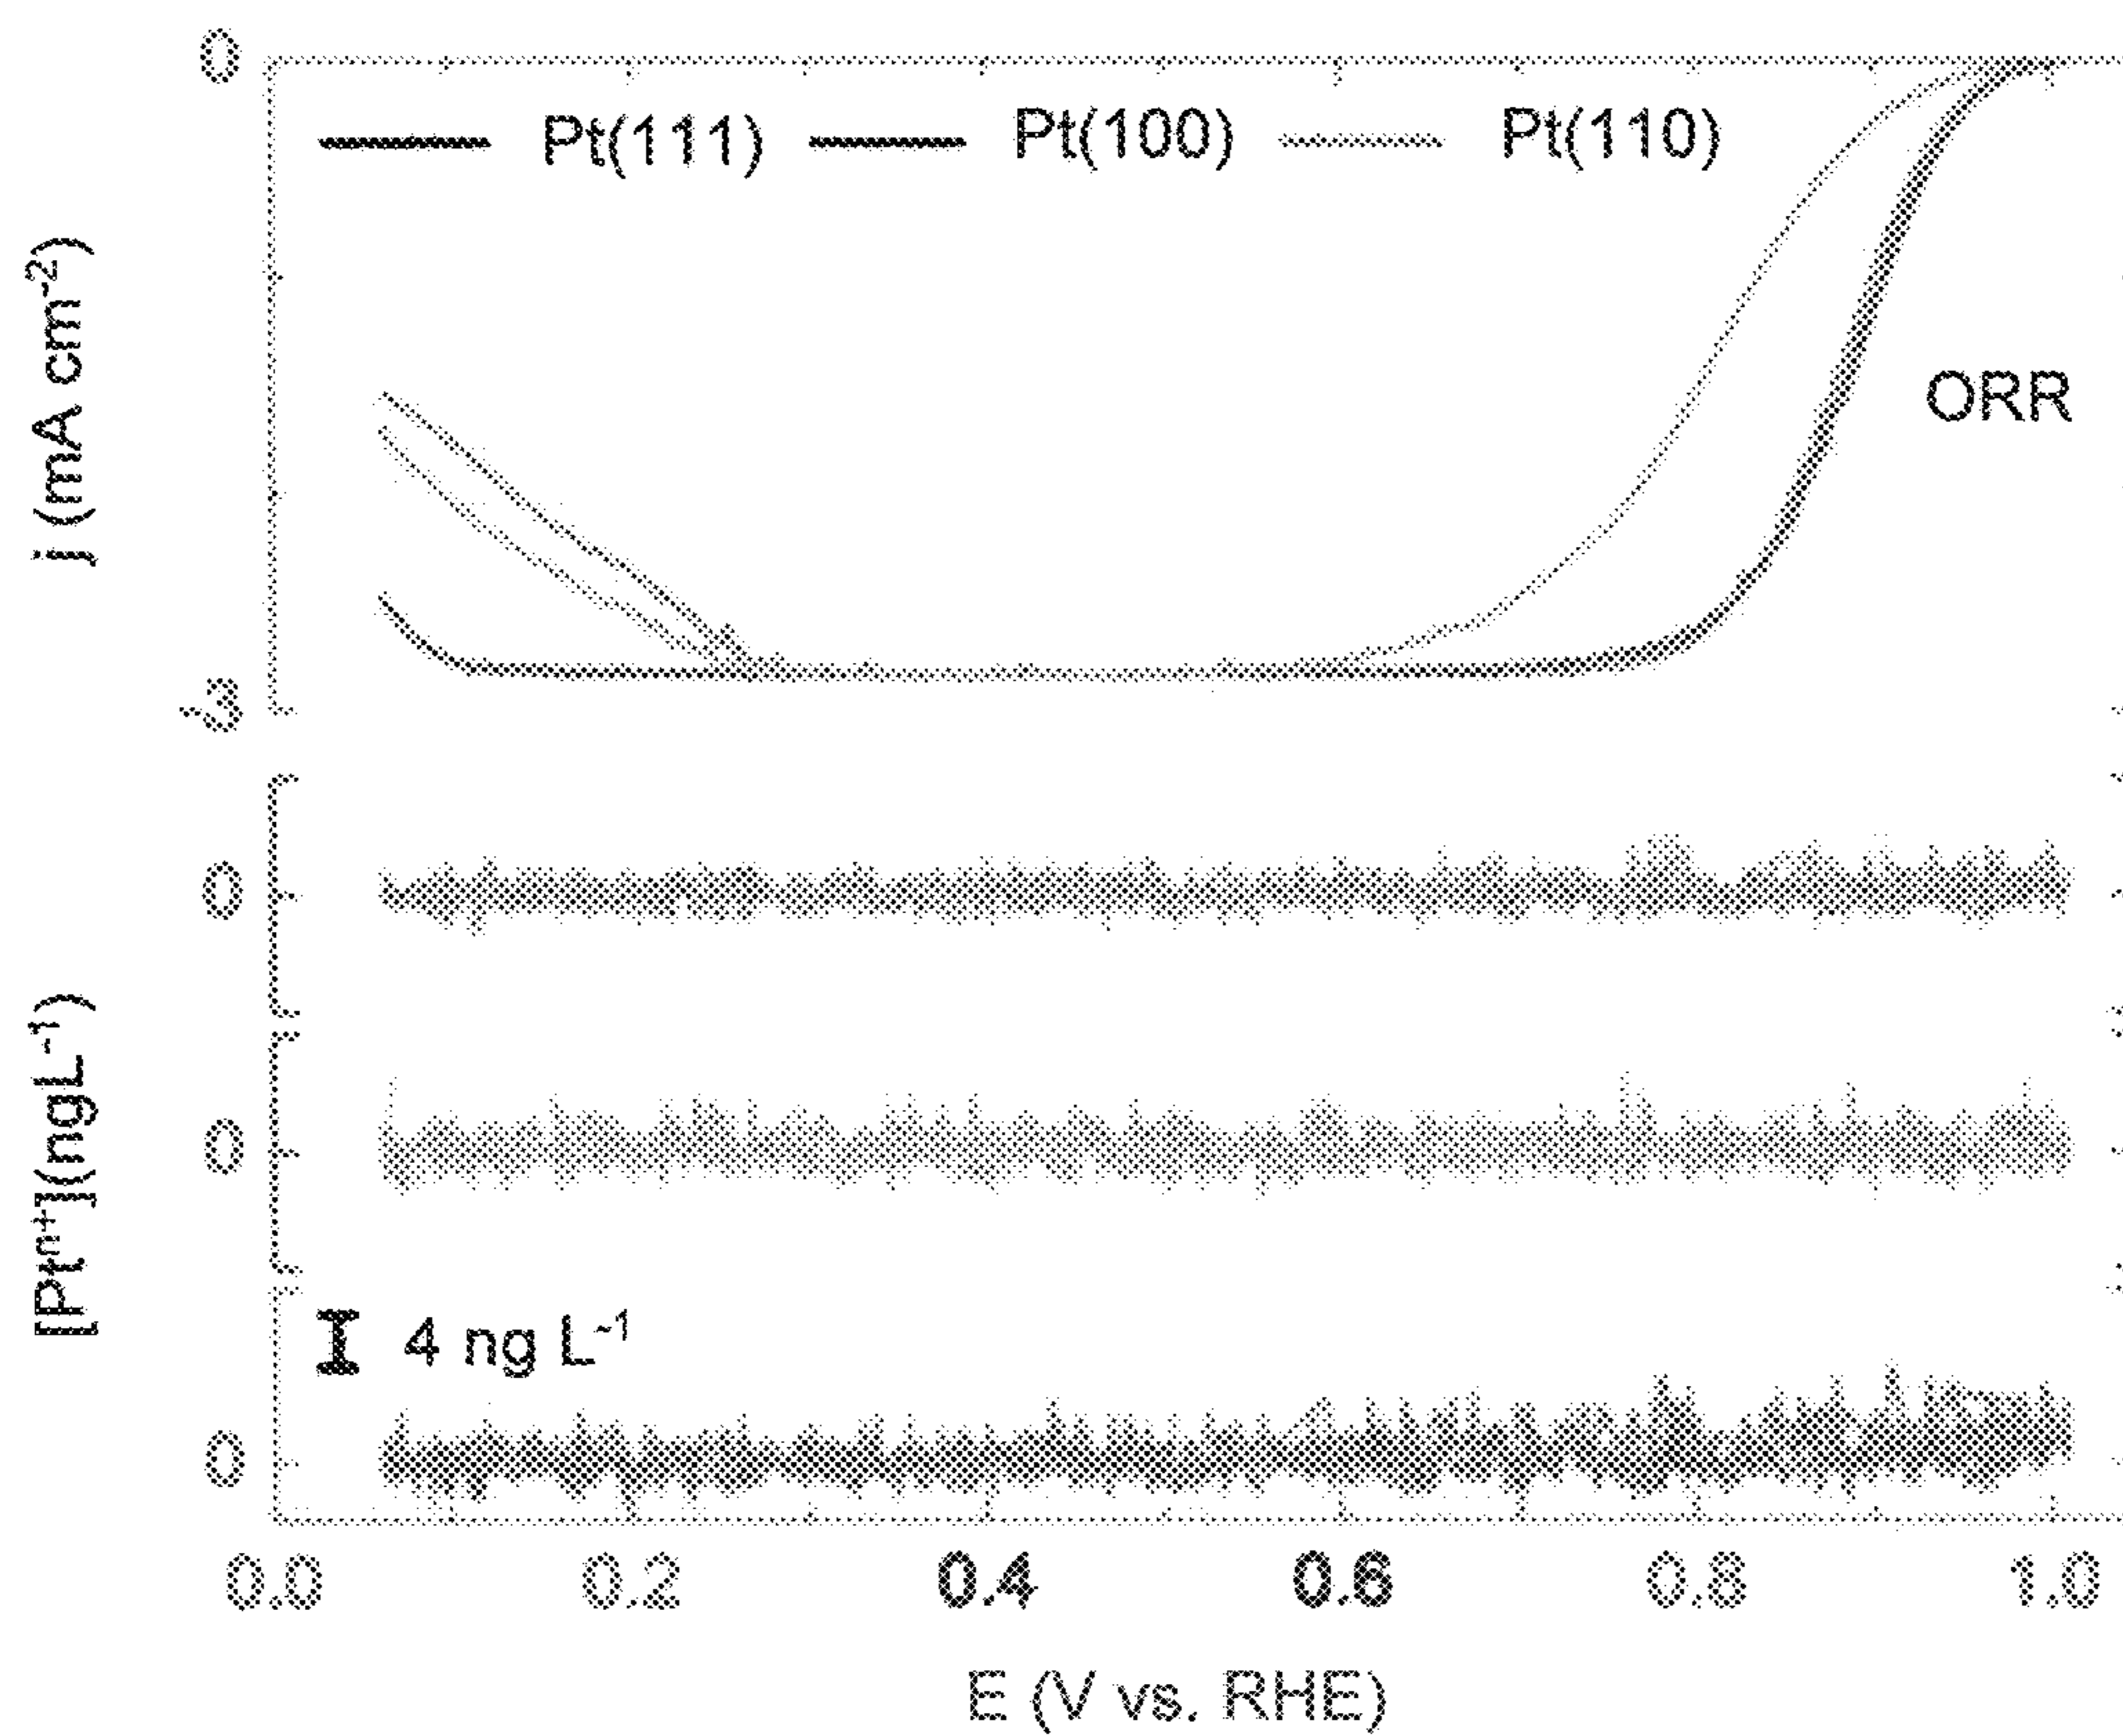 0
Pt(111) Pt(100) Pt(110)
j (mA cm-2)
ORR
-3
0
0
[Ptn+](ngL-1)
4 ng L-1
0
0.0 0.2 0.4 0.6 0.8 1.0
E (V vs. RHE)